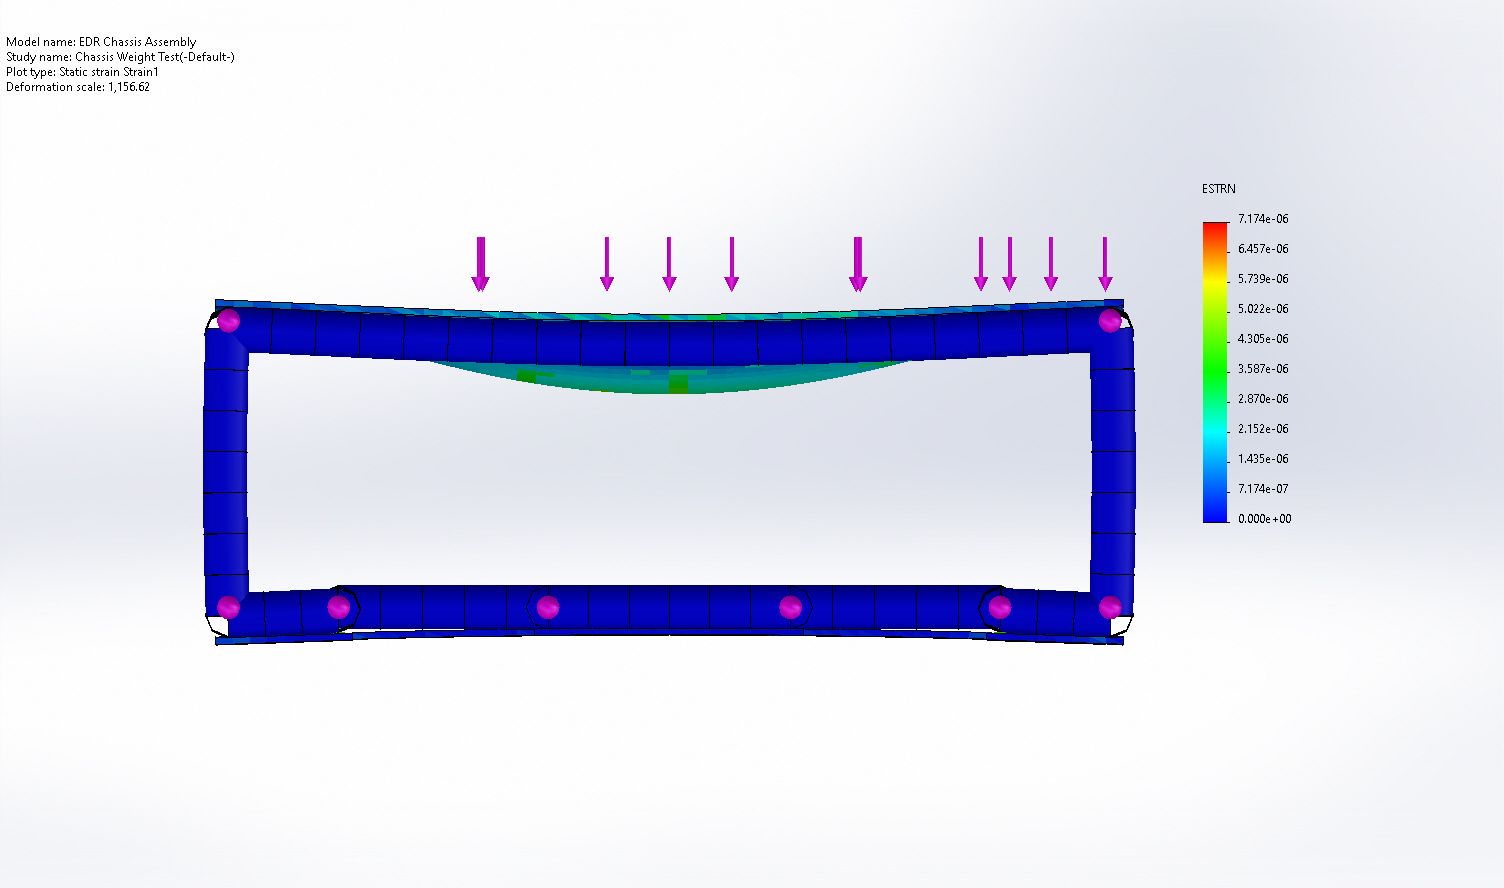 Model name: EDR Chassis Assembly
Study name: Chassis Weight Test(-Default-)
Plot type: Static strain Strain1
Deformation scale: 1,156.62
ESTRN
7.174e-06
6.457e-06
5.739e-06
5.022e-06
4.305e-06
3.587e-06
2.870e-06
2.152e-06
1.435e-06
7.174e-07
0.000e+00